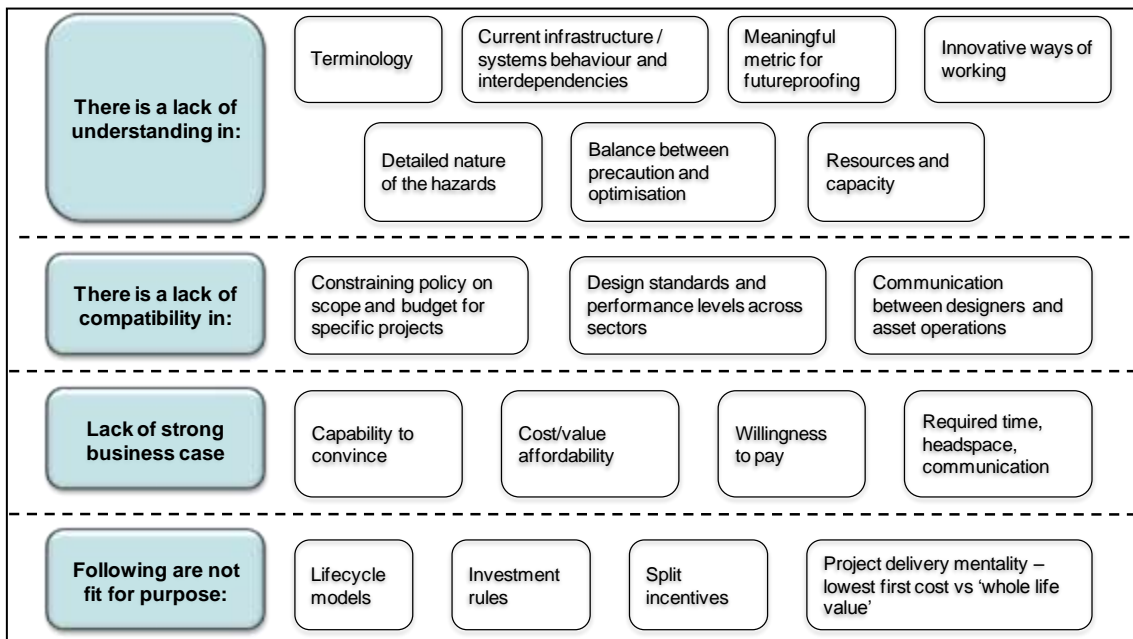 There is a lack of
understanding in:
Terminology
Current infrastructure /
systems behaviour and
interdependencies
Meaningful
metric for
futureproofing
Innovative ways of
working
Detailed nature
of the hazards
Balance between
precaution and
optimisation
Resources and
capacity
There is a lack of
compatibility in:
Constraining policy on
scope and budget for
specific projects
Design standards and
performance levels across
sectors
Communication
between designers and
asset operations
Lack of strong
business case
Capability to
convince
Cost/value
affordability
Willingness
to pay
Required time,
headspace,
communication
Following are not
fit for purpose:
Lifecycle
models
Investment
rules
Split
incentives
Project delivery mentality –
lowest first cost vs ‘whole life
value’